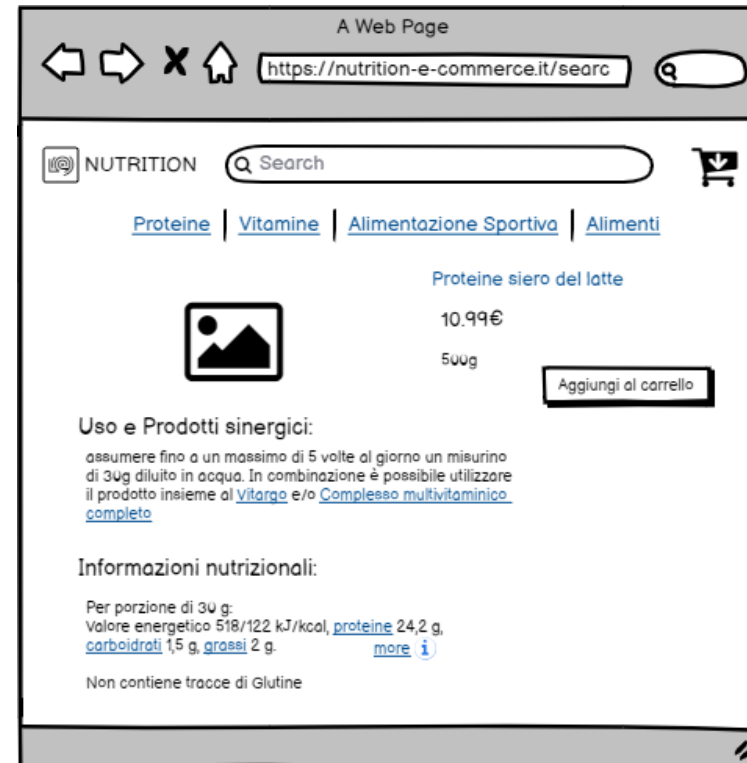 A Web Page
https://nutrition-e-commerce.it/searc
NUTRITION
Search
Proteine | Vitamine | Alimentazione Sportiva | Alimenti
Proteine siero del latte
10.99€
500g
Aggiungi al carrello
Uso e Prodotti sinergici:
assumere fino a un massimo di 5 volte al giorno un misurino
di 30g diluito in acqua. In combinazione è possibile utilizzare
il prodotto insieme al Vitargo e/o Complesso multivitaminico
completo
Informazioni nutrizionali:
Per porzione di 30 g:
Valore energetico 518/122 kJ/kcal, proteine 24,2 g,
carboidrati 1,5 g, grassi 2 g. more i
Non contiene tracce di Glutine